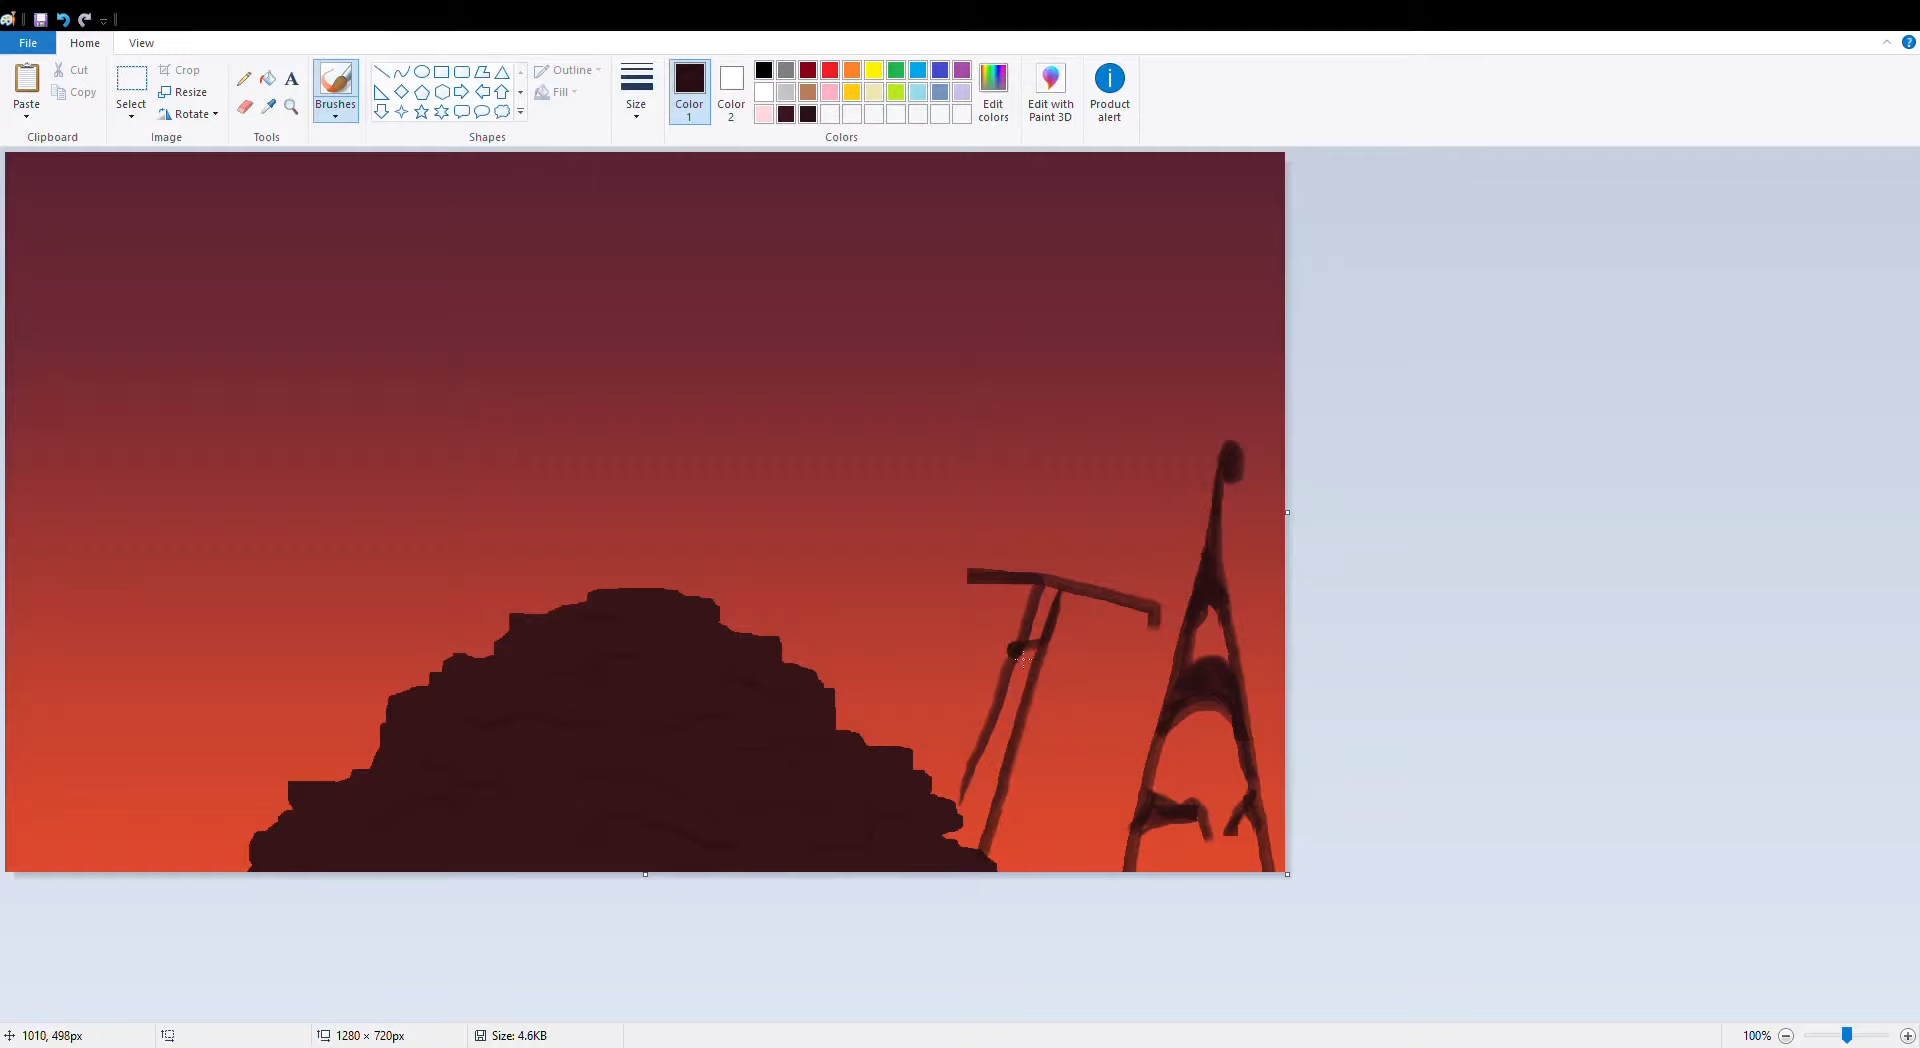 File Home View
Paste Cut Copy Clipboard
Select Crop Resize Rotate Image
A Tools
Brushes
Outline Fill Shapes
Size
Color 1 Color 2 Edit colors Colors
Edit with Paint 3D
Product alert
1010, 498px 1280 × 720px Size: 4.6KB 100%